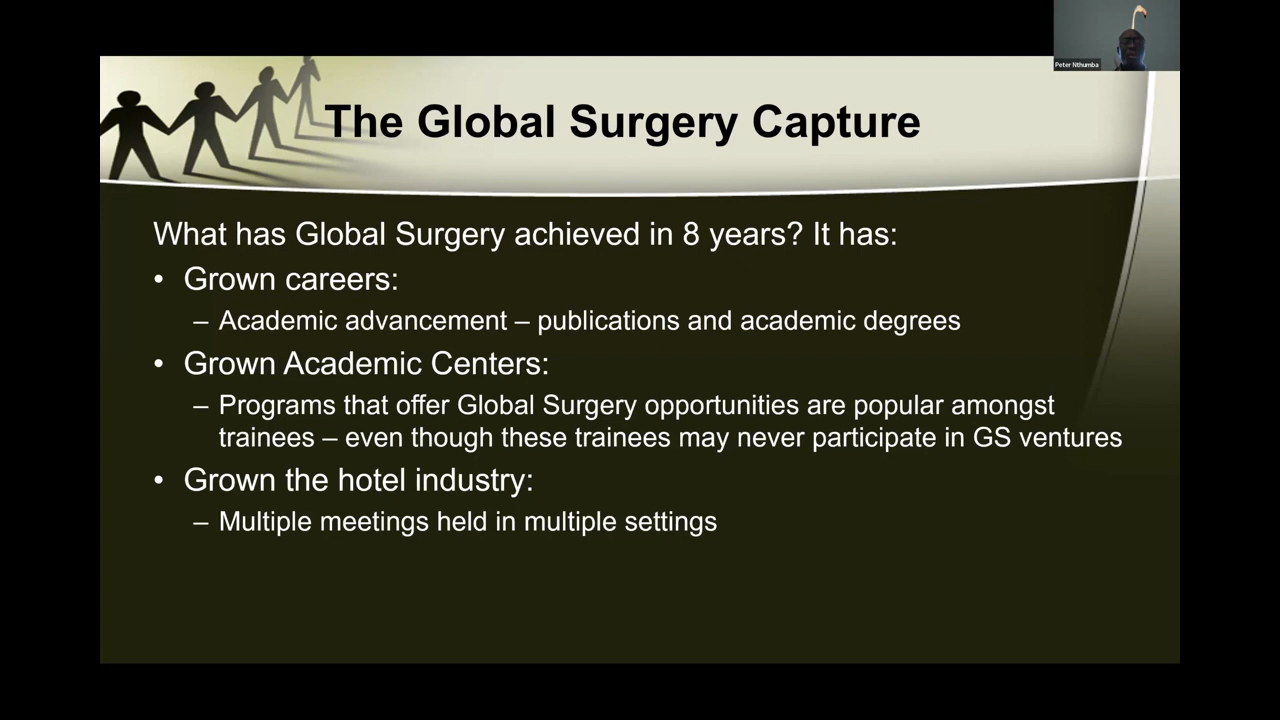 Peter Nthumba
The Global Surgery Capture
What has Global Surgery achieved in 8 years? It has:
• Grown careers:
– Academic advancement – publications and academic degrees
• Grown Academic Centers:
– Programs that offer Global Surgery opportunities are popular amongst
trainees – even though these trainees may never participate in GS ventures
• Grown the hotel industry:
– Multiple meetings held in multiple settings